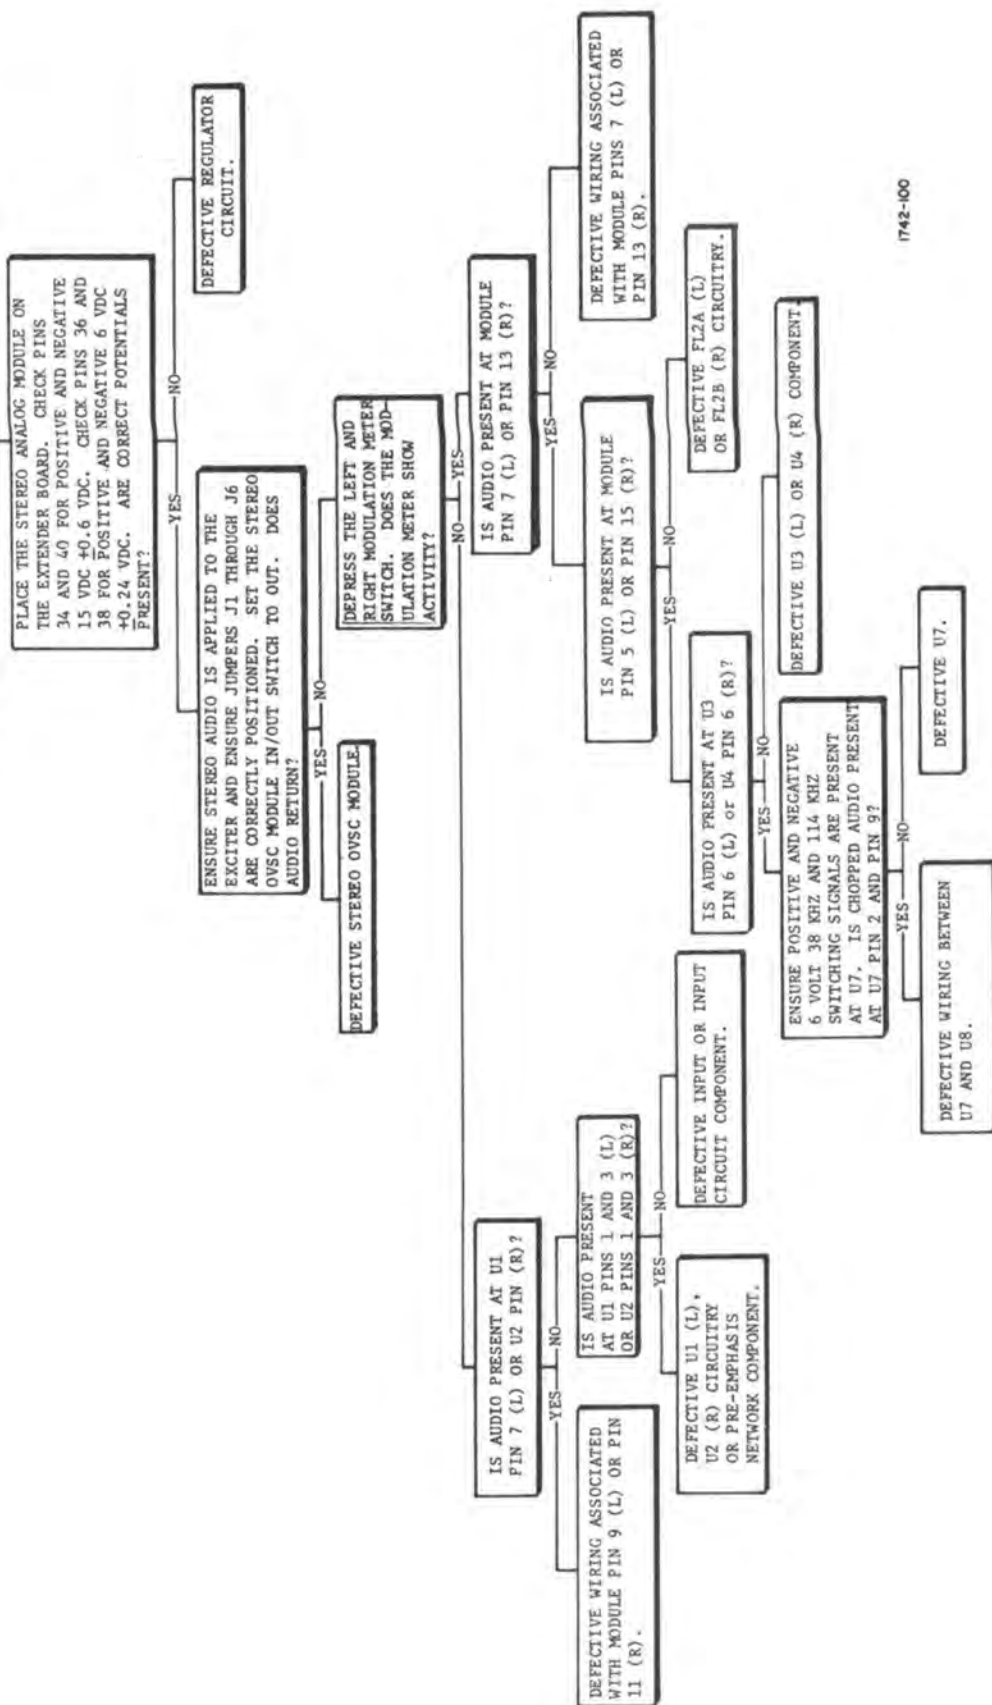 PLACE THE STEREO ANALOG MODULE ON
THE EXTENDER BOARD. CHECK PINS
34 AND 40 FOR POSITIVE AND NEGATIVE
15 VDC +0.6 VDC. CHECK PINS 36 AND
38 FOR POSITIVE AND NEGATIVE 6 VDC
+0.24 VDC. ARE CORRECT POTENTIALS
PRESENT?
YES
NO
DEFECTIVE REGULATOR
CIRCUIT.
ENSURE STEREO AUDIO IS APPLIED TO THE
EXCITER AND ENSURE JUMPERS J1 THROUGH J6
ARE CORRECTLY POSITIONED. SET THE STEREO
OVSC MODULE IN/OUT SWITCH TO OUT. DOES
AUDIO RETURN?
YES
NO
DEFECTIVE STEREO OVSC MODULE.
DEPRESS THE LEFT AND
RIGHT MODULATION METER
SWITCH. DOES THE MOD-
ULATION METER SHOW
ACTIVITY?
NO
YES
IS AUDIO PRESENT AT U1
PIN 7 (L) OR U2 PIN (R)?
YES
NO
DEFECTIVE WIRING ASSOCIATED
WITH MODULE PIN 9 (L) OR PIN
11 (R).
IS AUDIO PRESENT
AT U1 PINS 1 AND 3 (L)
OR U2 PINS 1 AND 3 (R)?
YES
NO
DEFECTIVE U1 (L),
U2 (R) CIRCUITRY
OR PRE-EMPHASIS
NETWORK COMPONENT.
DEFECTIVE INPUT OR INPUT
CIRCUIT COMPONENT.
IS AUDIO PRESENT AT MODULE
PIN 7 (L) OR PIN 13 (R)?
YES
NO
DEFECTIVE WIRING ASSOCIATED
WITH MODULE PINS 7 (L) OR
PIN 13 (R).
IS AUDIO PRESENT AT MODULE
PIN 5 (L) OR PIN 15 (R)?
YES
NO
DEFECTIVE FL2A (L)
OR FL2B (R) CIRCUITRY.
IS AUDIO PRESENT AT U3
PIN 6 (L) or U4 PIN 6 (R)?
YES
NO
DEFECTIVE U3 (L) OR U4 (R) COMPONENT.
ENSURE POSITIVE AND NEGATIVE
6 VOLT 38 KHZ AND 114 KHZ
SWITCHING SIGNALS ARE PRESENT
AT U7. IS CHOPPED AUDIO PRESENT
AT U7 PIN 2 AND PIN 9?
YES
NO
DEFECTIVE WIRING BETWEEN
U7 AND U8.
DEFECTIVE U7.
1742-100